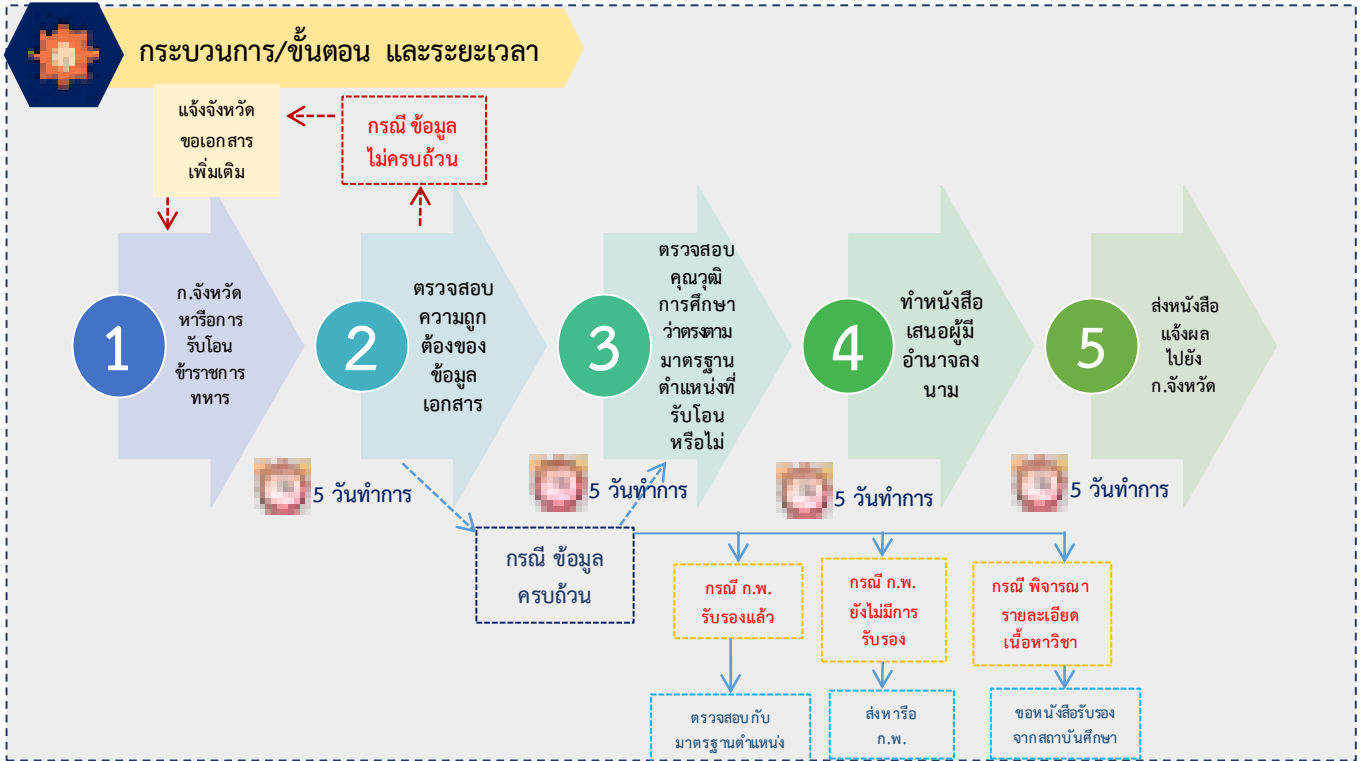 กระบวนการ/ขั้นตอน และระยะเวลา
แจ้งจังหวัด
ขอเอกสาร
เพิ่มเติม
กรณี ข้อมูล
ไม่ครบถ้วน
1
ก.จังหวัด
หารือการ
รับโอน
ข้าราชการ
ทหาร
2
ตรวจสอบ
ความถูก
ต้องของ
ข้อมูล
เอกสาร
3
ตรวจสอบ
คุณวุฒิ
การศึกษา
ว่าตรงตาม
มาตรฐาน
ตำแหน่งที่
รับโอน
หรือไม่
4
ทำหนังสือ
เสนอผู้มี
อำนาจลง
นาม
5
ส่งหนังสือ
แจ้งผล
ไปยัง
ก.จังหวัด
5 วันทำการ
5 วันทำการ
5 วันทำการ
5 วันทำการ
กรณี ข้อมูล
ครบถ้วน
กรณี ก.พ.
รับรองแล้ว
กรณี ก.พ.
ยังไม่มีการ
รับรอง
กรณี พิจารณา
รายละเอียด
เนื้อหาวิชา
ตรวจสอบกับ
มาตรฐานตำแหน่ง
ส่งหารือ
ก.พ.
ขอหนังสือรับรอง
จากสถาบันศึกษา